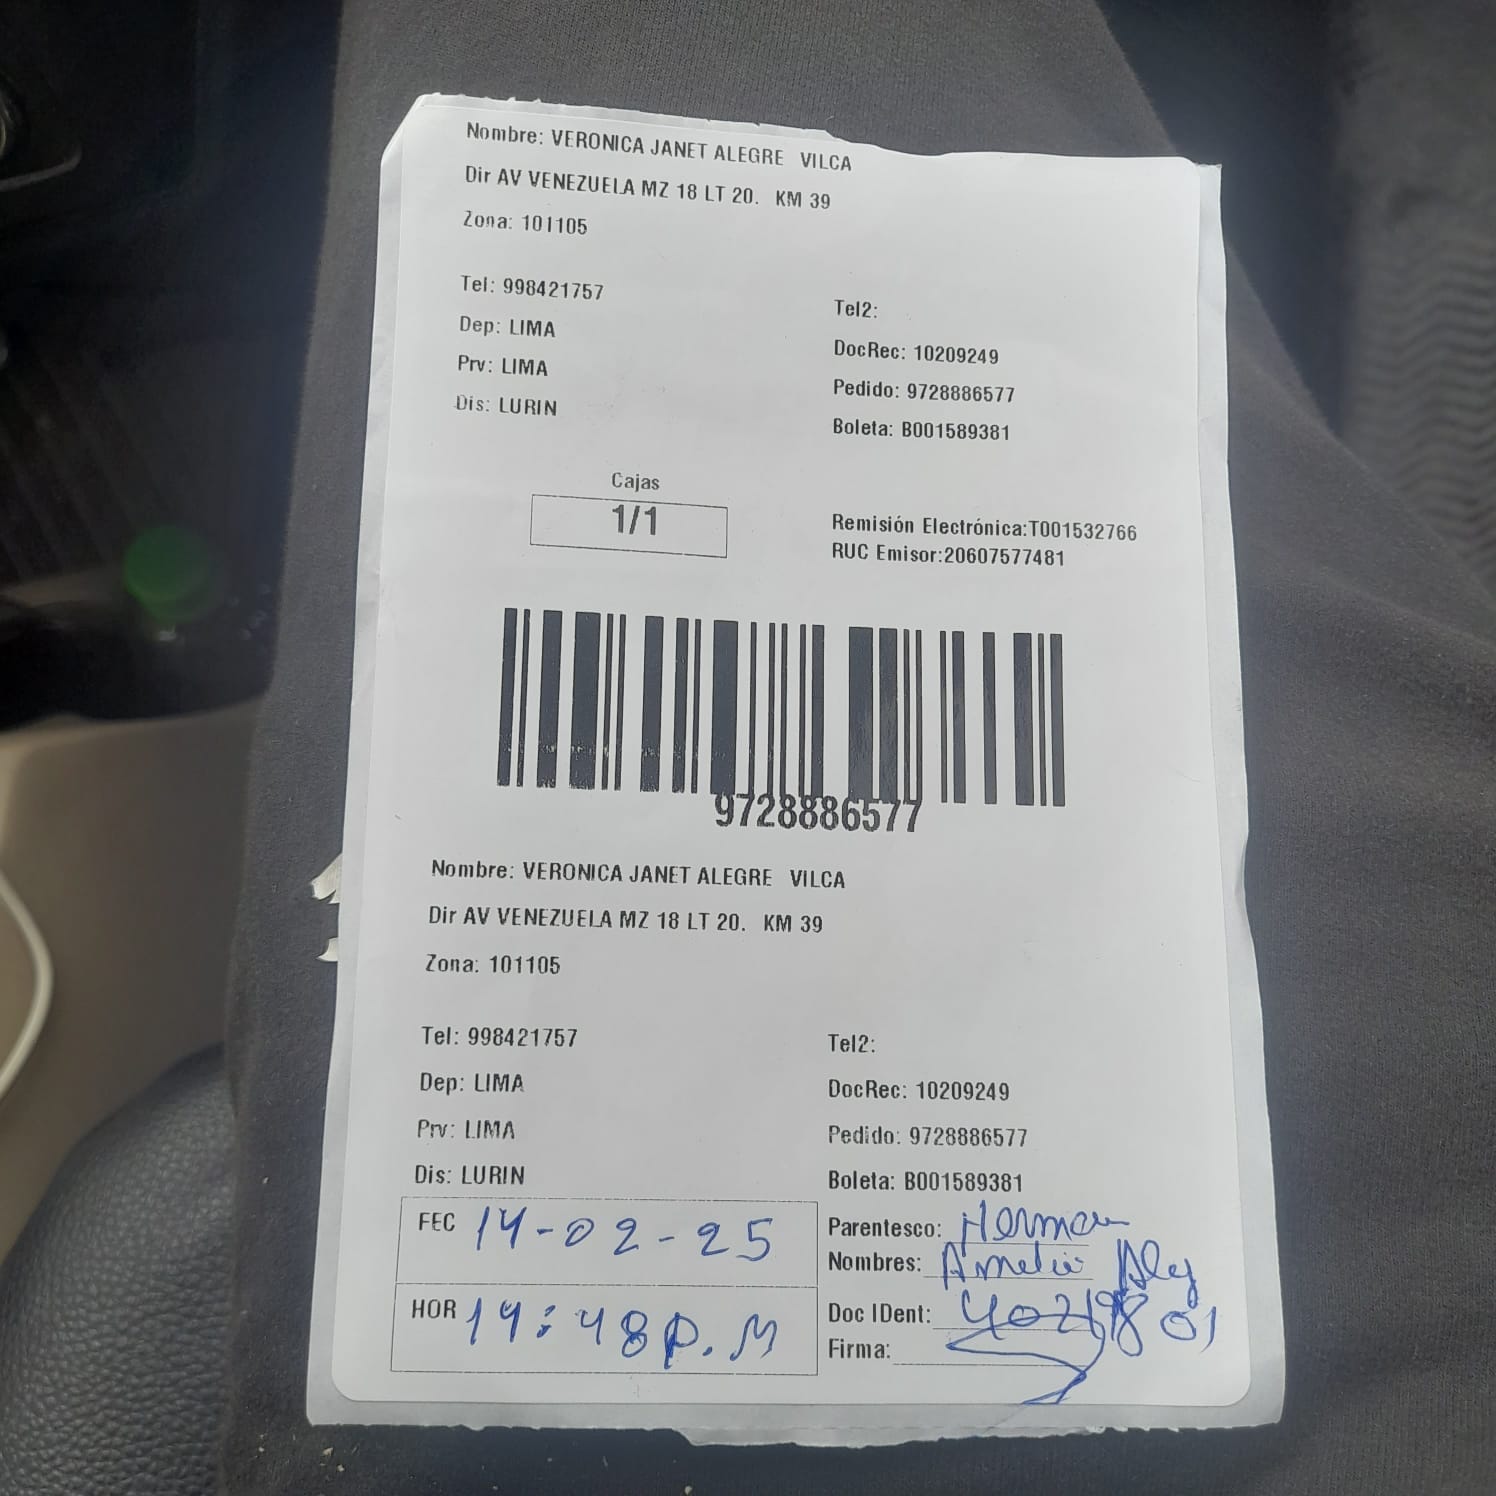 Nombre: VERONICA JANET ALEGRE VILCA
Dir AV VENEZUELA MZ 18 LT 20. KM 39
Zona: 101105
Tel: 998421757
Tel2:
Dep: LIMA
DocRec: 10209249
Prv: LIMA
Pedido: 9728886577
Dis: LURIN
Boleta: B001589381
Cajas
1/1
Remisión Electrónica:T001532766
RUC Emisor:20607577481
9728886577
Nombre: VERONICA JANET ALEGRE VILCA
Dir AV VENEZUELA MZ 18 LT 20. KM 39
Zona: 101105
Tel: 998421757
Tel2:
Dep: LIMA
DocRec: 10209249
Prv: LIMA
Pedido: 9728886577
Dis: LURIN
Boleta: B001589381
FEC 14-02-25
Parentesco:
Nombres:
HOR 14:48 P.M
Doc IDent:
Firma: